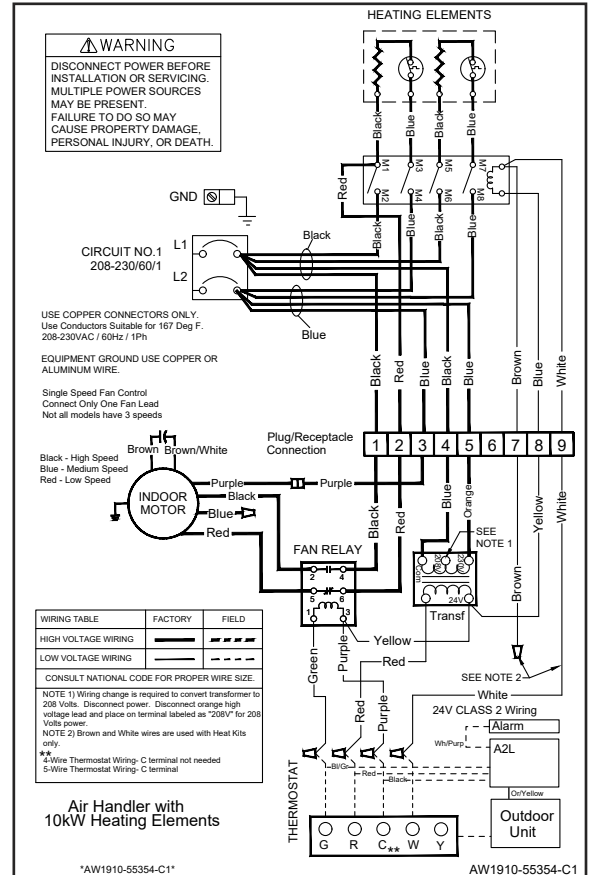 HEATING ELEMENTS
WARNING
DISCONNECT POWER BEFORE
INSTALLATION OR SERVICING.
MULTIPLE POWER SOURCES
MAY BE PRESENT.
FAILURE TO DO SO MAY
CAUSE PROPERTY DAMAGE,
PERSONAL INJURY, OR DEATH.
Black
Blue
Black
Blue
M1
M3
M5
M7
M2
M4
M6
M8
Red
GND
Black
Blue
Black
Blue
CIRCUIT NO.1
208-230/60/1
L1
L2
Black
Blue
USE COPPER CONNECTORS ONLY.
Use Conductors Suitable for 167 Deg F.
208-230VAC / 60Hz / 1Ph
EQUIPMENT GROUND USE COPPER OR
ALUMINUM WIRE.
Single Speed Fan Control
Connect Only One Fan Lead
Not all models have 3 speeds
Black
Red
Blue
Black
Blue
Brown
Blue
White
Plug/Receptacle
Connection
1 2 3 4 5 6 7 8 9
Brown Brown/White
Black - High Speed
Blue - Medium Speed
Red - Low Speed
INDOOR
MOTOR
Purple Purple
Black
Blue
Red
Black
Red
Blue
Orange
Brown
Yellow
White
SEE
NOTE 1
FAN RELAY
2 4
5 6
1 3
Com
208V
230V
24V
Transf
Green
Purple
Yellow
Red
Red
Purple
SEE NOTE 2
White
WIRING TABLE FACTORY FIELD
HIGH VOLTAGE WIRING
LOW VOLTAGE WIRING
CONSULT NATIONAL CODE FOR PROPER WIRE SIZE.
NOTE 1) Wiring change is required to convert transformer to
208 Volts. Disconnect power. Disconnect orange high
voltage lead and place on terminal labeled as "208V" for 208
Volts power.
NOTE 2) Brown and White wires are used with Heat Kits
only.
**
4-Wire Thermostat Wiring- C terminal not needed
5-Wire Thermostat Wiring- C terminal
24V CLASS 2 Wiring
Alarm
Wh/Purp
A2L
Bl/Gr
Red
Black
Or/Yellow
Outdoor
Unit
THERMOSTAT
G R C** W Y
Air Handler with
10kW Heating Elements
*AW1910-55354-C1*
AW1910-55354-C1